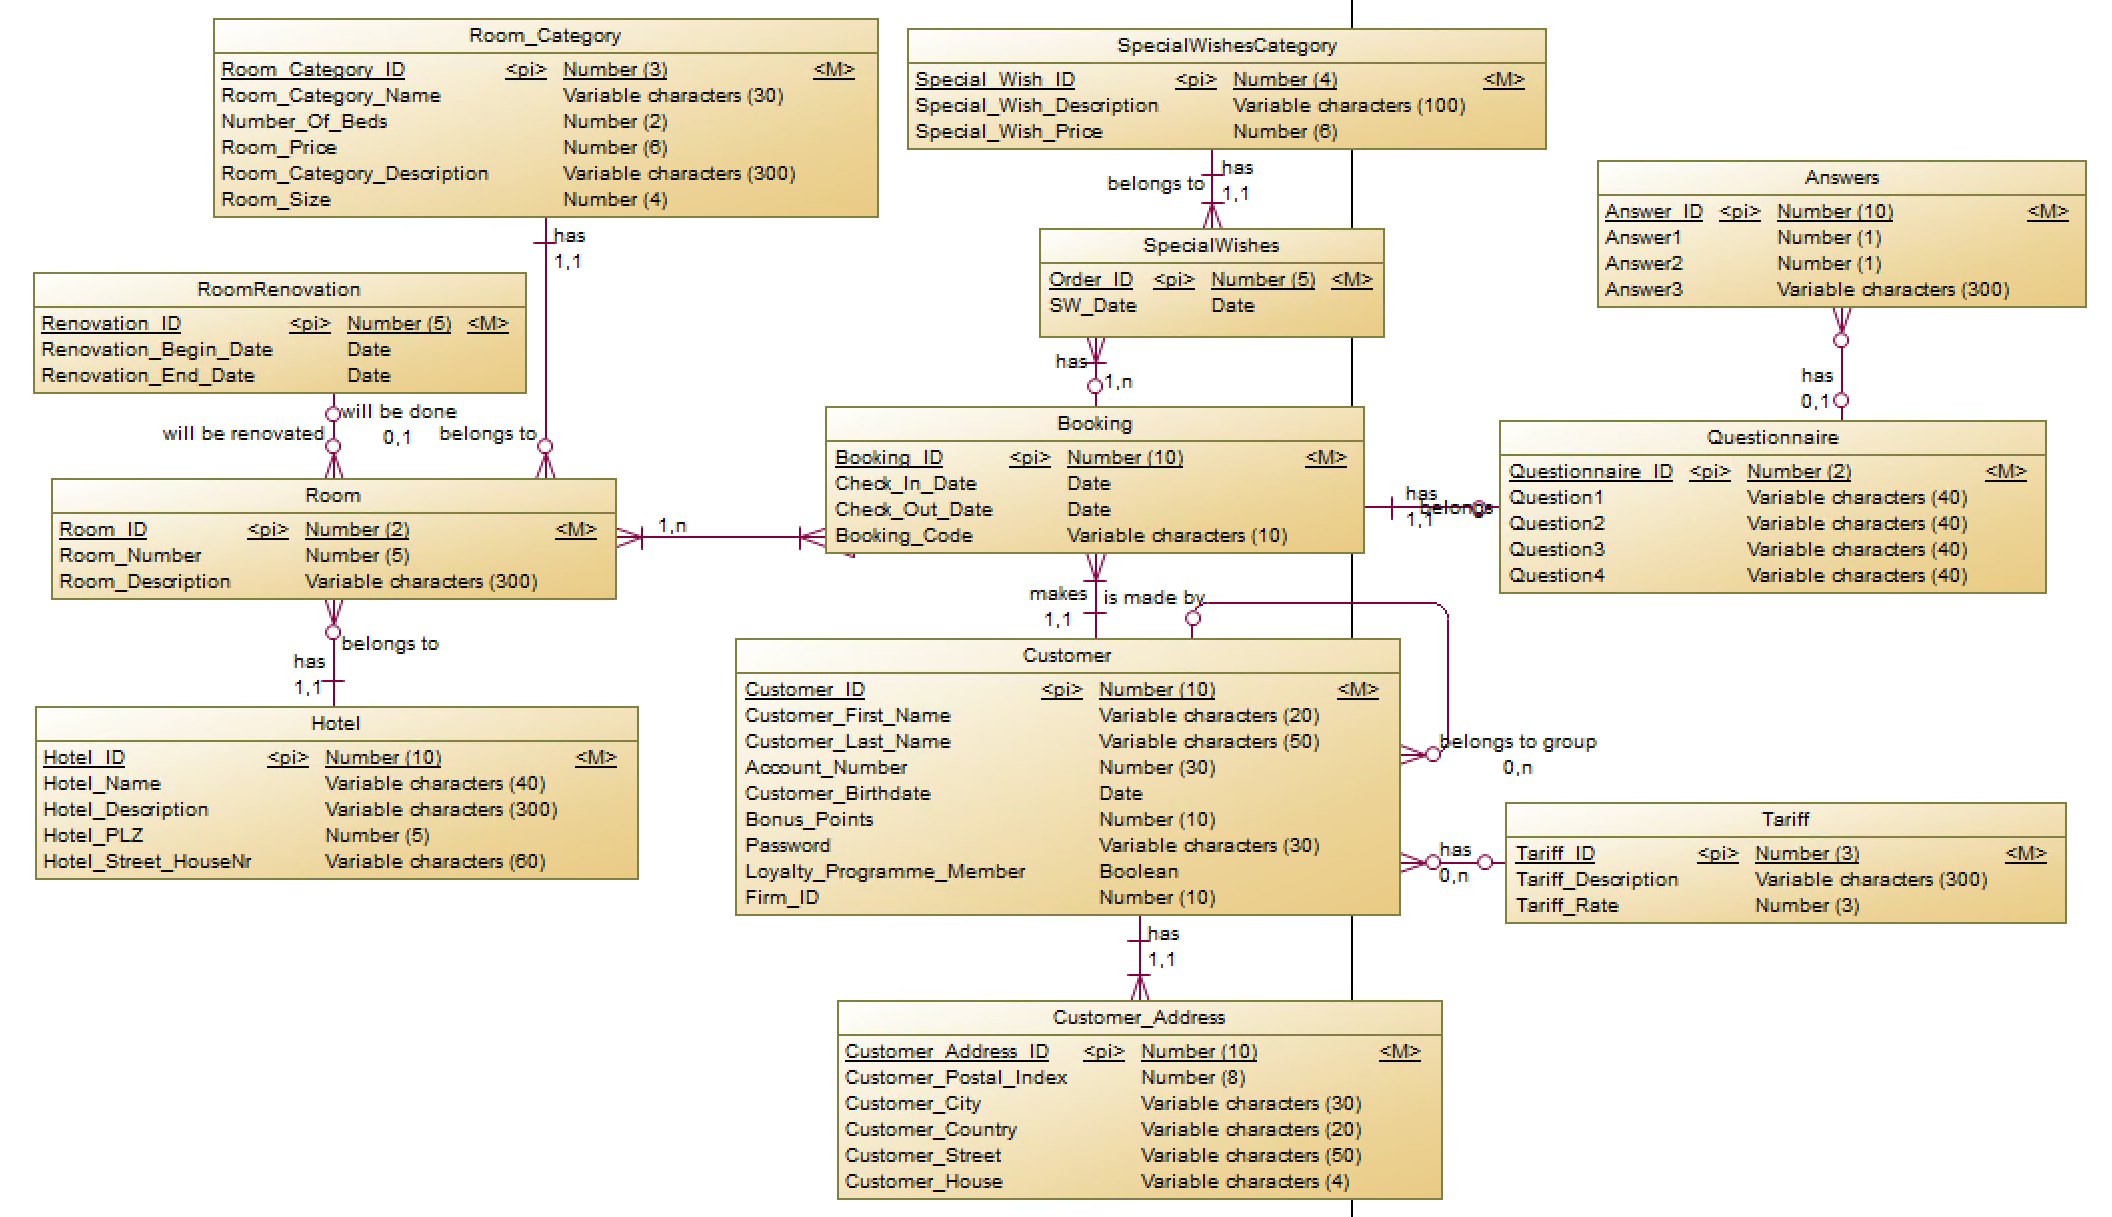 Room_Category
Room_Category_ID <pi> Number (3) <M>
Room_Category_Name Variable characters (30)
Number_Of_Beds Number (2)
Room_Price Number (6)
Room_Category_Description Variable characters (300)
Room_Size Number (4)
has
1,1
belongs to
SpecialWishesCategory
Special_Wish_ID <pi> Number (4) <M>
Special_Wish_Description Variable characters (100)
Special_Wish_Price Number (6)
has
belongs to
1,1
SpecialWishes
Order_ID <pi> Number (5) <M>
SW_Date Date
has
1,n
Answers
Answer_ID <pi> Number (10) <M>
Answer1 Number (1)
Answer2 Number (1)
Answer3 Variable characters (300)
has
0,1
RoomRenovation
Renovation_ID <pi> Number (5) <M>
Renovation_Begin_Date Date
Renovation_End_Date Date
will be done
0,1
will be renovated
Room
Room_ID <pi> Number (2) <M>
Room_Number Number (5)
Room_Description Variable characters (300)
1,n
Booking
Booking_ID <pi> Number (10) <M>
Check_In_Date Date
Check_Out_Date Date
Booking_Code Variable characters (10)
has
1,1
belongs
Questionnaire
Questionnaire_ID <pi> Number (2) <M>
Question1 Variable characters (40)
Question2 Variable characters (40)
Question3 Variable characters (40)
Question4 Variable characters (40)
makes
1,1
is made by
belongs to
has
1,1
Hotel
Hotel_ID <pi> Number (10) <M>
Hotel_Name Variable characters (40)
Hotel_Description Variable characters (300)
Hotel_PLZ Number (5)
Hotel_Street_HouseNr Variable characters (60)
Customer
Customer_ID <pi> Number (10) <M>
Customer_First_Name Variable characters (20)
Customer_Last_Name Variable characters (50)
Account_Number Number (30)
Customer_Birthdate Date
Bonus_Points Number (10)
Password Variable characters (30)
Loyalty_Programme_Member Boolean
Firm_ID Number (10)
belongs to group
0,n
has
0,n
Tariff
Tariff_ID <pi> Number (3) <M>
Tariff_Description Variable characters (300)
Tariff_Rate Number (3)
has
1,1
Customer_Address
Customer_Address_ID <pi> Number (10) <M>
Customer_Postal_Index Number (8)
Customer_City Variable characters (30)
Customer_Country Variable characters (20)
Customer_Street Variable characters (50)
Customer_House Variable characters (4)